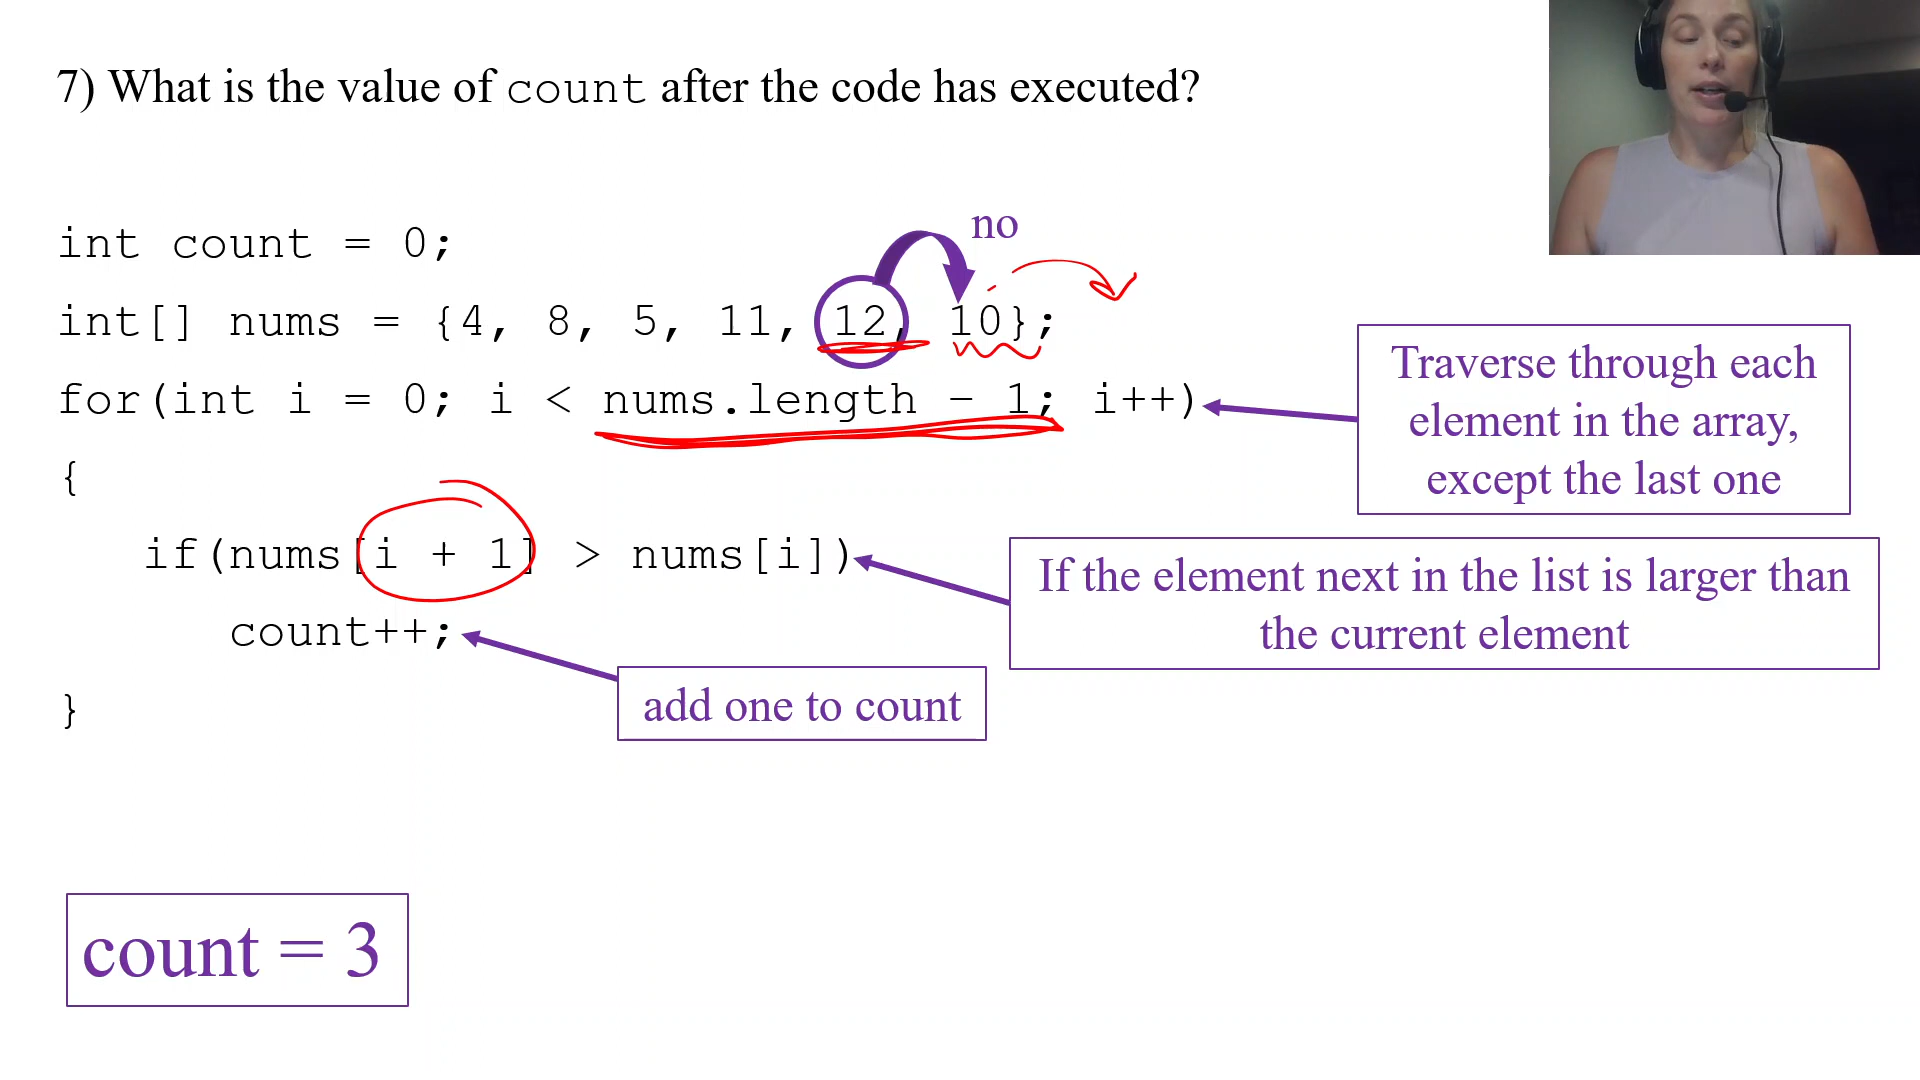 7) What is the value of count after the code has executed?
no
int count = 0;
int[] nums = {4, 8, 5, 11, 12, 10};
for(int i = 0; i < nums.length - 1; i++)
{
if(nums[i + 1] > nums[i])
count++;
}
Traverse through each
element in the array,
except the last one
If the element next in the list is larger than
the current element
add one to count
count = 3